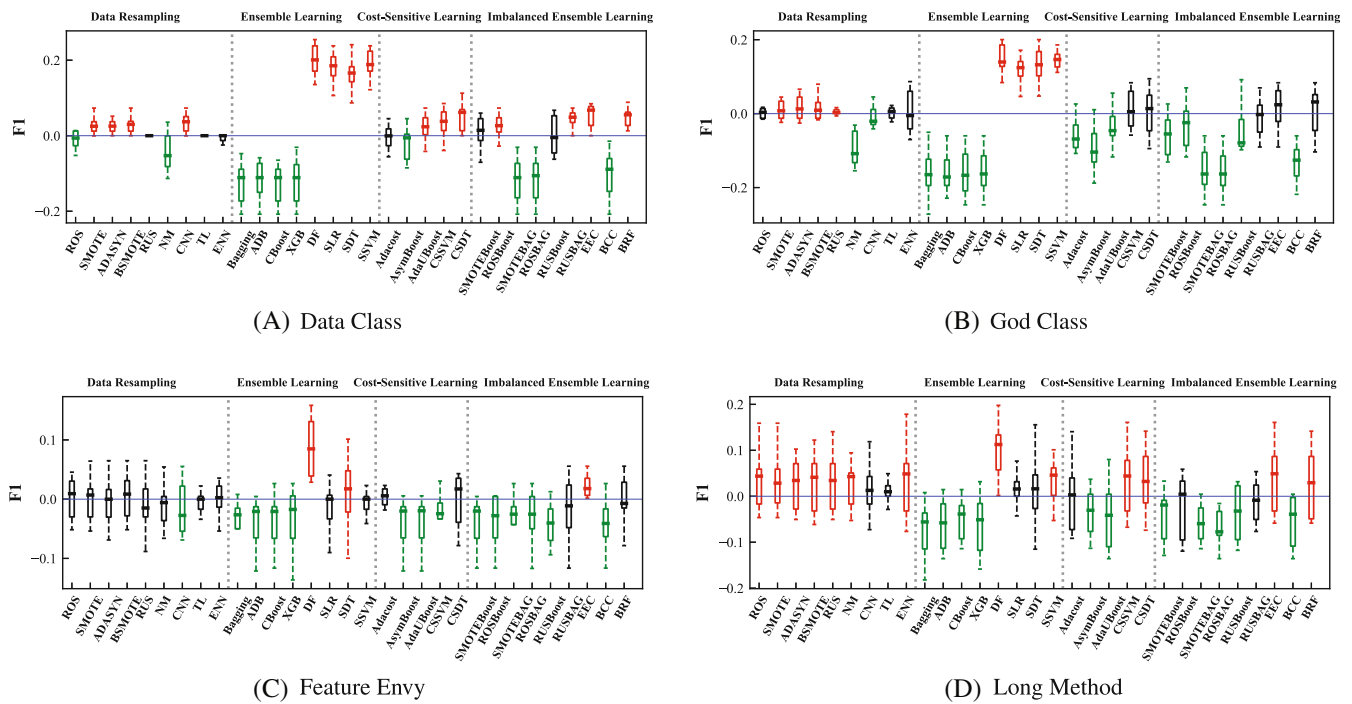 Data Resampling Ensemble Learning Cost-Sensitive Learning Imbalanced Ensemble Learning
F1
0.2
0.0
−0.2
ROS SMOTE ADASYN BSMOTE RUS NM CNN TL ENN Bagging ADB CBoost XGB DF SLR SDT SSVM Adacost AsymBoost AdaUBoost CSSVM CSDT SMOTEBoost ROSBoost SMOTEBAG ROSBAG RUSBoost RUSBAG EEC BCC BRF
(A) Data Class
Data Resampling Ensemble Learning Cost-Sensitive Learning Imbalanced Ensemble Learning
F1
0.2
0.0
−0.2
ROS SMOTE ADASYN BSMOTE RUS NM CNN TL ENN Bagging ADB CBoost XGB DF SLR SDT SSVM Adacost AsymBoost AdaUBoost CSSVM CSDT SMOTEBoost ROSBoost SMOTEBAG ROSBAG RUSBoost RUSBAG EEC BCC BRF
(B) God Class
Data Resampling Ensemble Learning Cost-Sensitive Learning Imbalanced Ensemble Learning
F1
0.1
0.0
−0.1
ROS SMOTE ADASYN BSMOTE RUS NM CNN TL ENN Bagging ADB CBoost XGB DF SLR SDT SSVM Adacost AsymBoost AdaUBoost CSSVM CSDT SMOTEBoost ROSBoost SMOTEBAG ROSBAG RUSBoost RUSBAG EEC BCC BRF
(C) Feature Envy
Data Resampling Ensemble Learning Cost-Sensitive Learning Imbalanced Ensemble Learning
F1
0.2
0.1
0.0
−0.1
−0.2
ROS SMOTE ADASYN BSMOTE RUS NM CNN TL ENN Bagging ADB CBoost XGB DF SLR SDT SSVM Adacost AsymBoost AdaUBoost CSSVM CSDT SMOTEBoost ROSBoost SMOTEBAG ROSBAG RUSBoost RUSBAG EEC BCC BRF
(D) Long Method